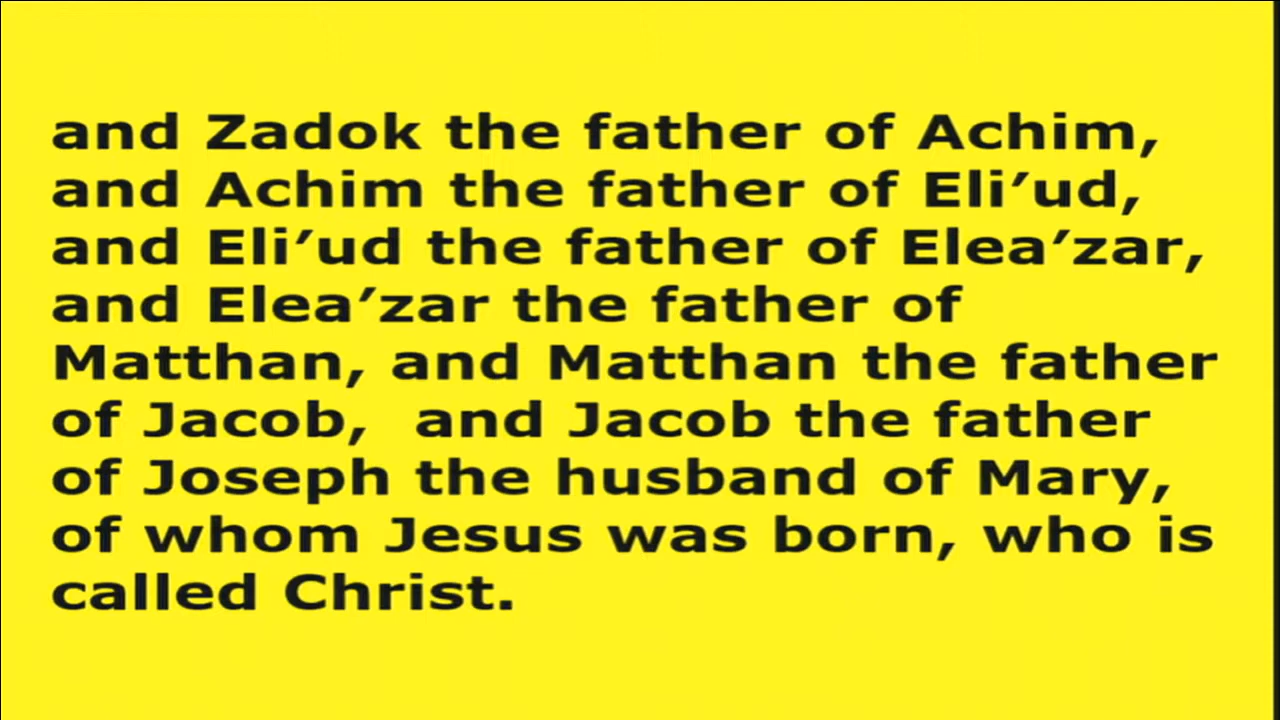 and Zadok the father of Achim,
and Achim the father of Eli′ud,
and Eli′ud the father of Elea′zar,
and Elea′zar the father of
Matthan, and Matthan the father
of Jacob,  and Jacob the father
of Joseph the husband of Mary,
of whom Jesus was born, who is
called Christ.